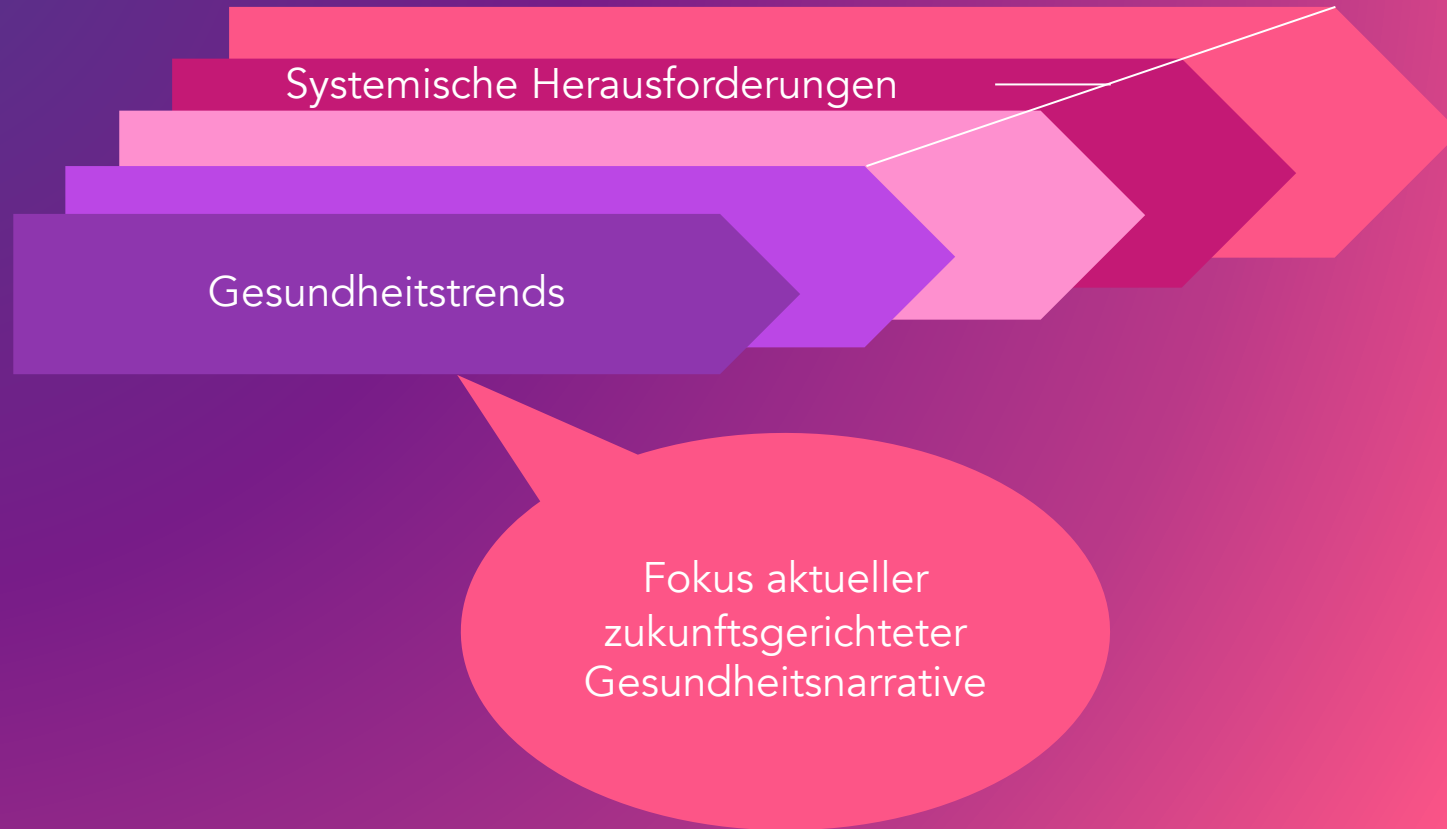 Systemische Herausforderungen
Gesundheitstrends
Fokus aktueller
zukunftsgerichteter
Gesundheitsnarrative